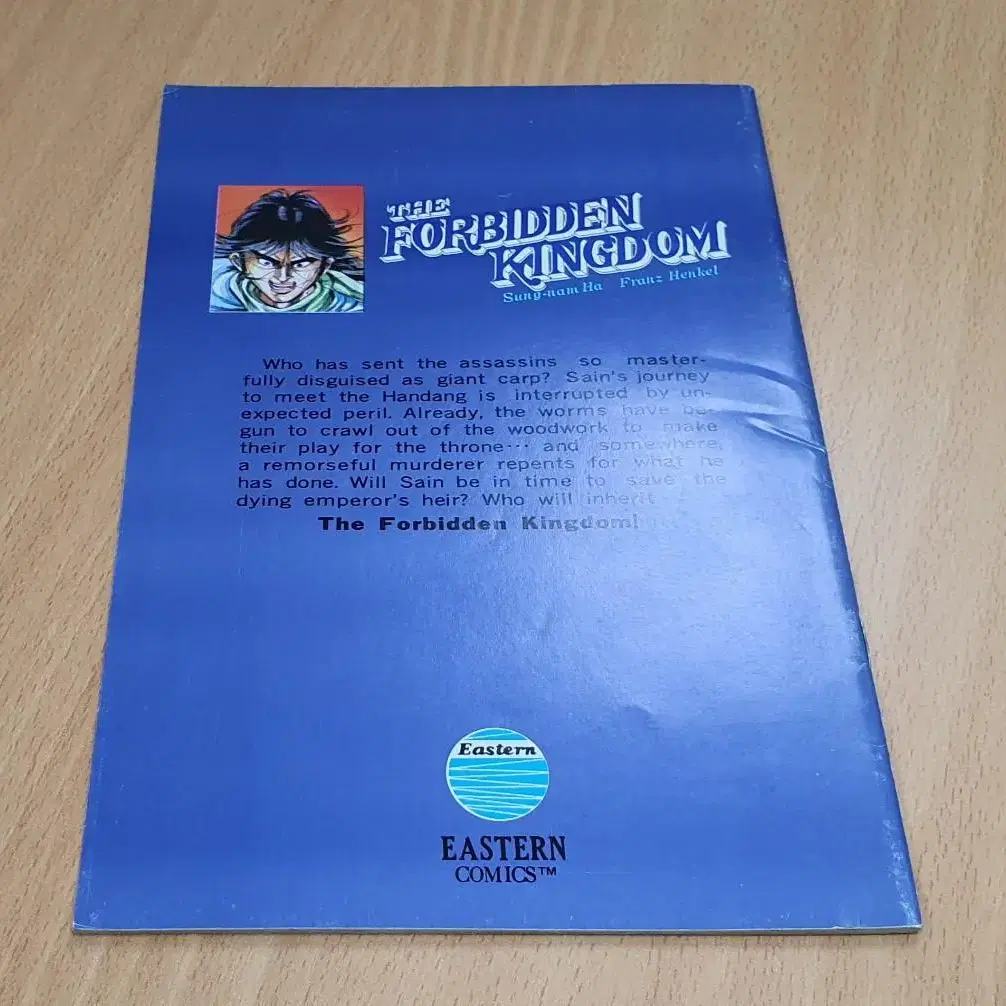 THE
FORBIDDEN
KINGDOM
Sung-nam Ha Franz Henkel
Who has sent the assassins so master-
fully disguised as giant carp? Sain's journey
to meet the Handang is interrupted by un-
expected peril. Already, the worms have be-
gun to crawl out of the woodwork to make
their play for the throne··· and somewhere,
a remorseful murderer repents for what he
has done. Will Sain be in time to save the
dying emperor's heir? Who will inherit
The Forbidden Kingdom!
Eastern
EASTERN
COMICS™